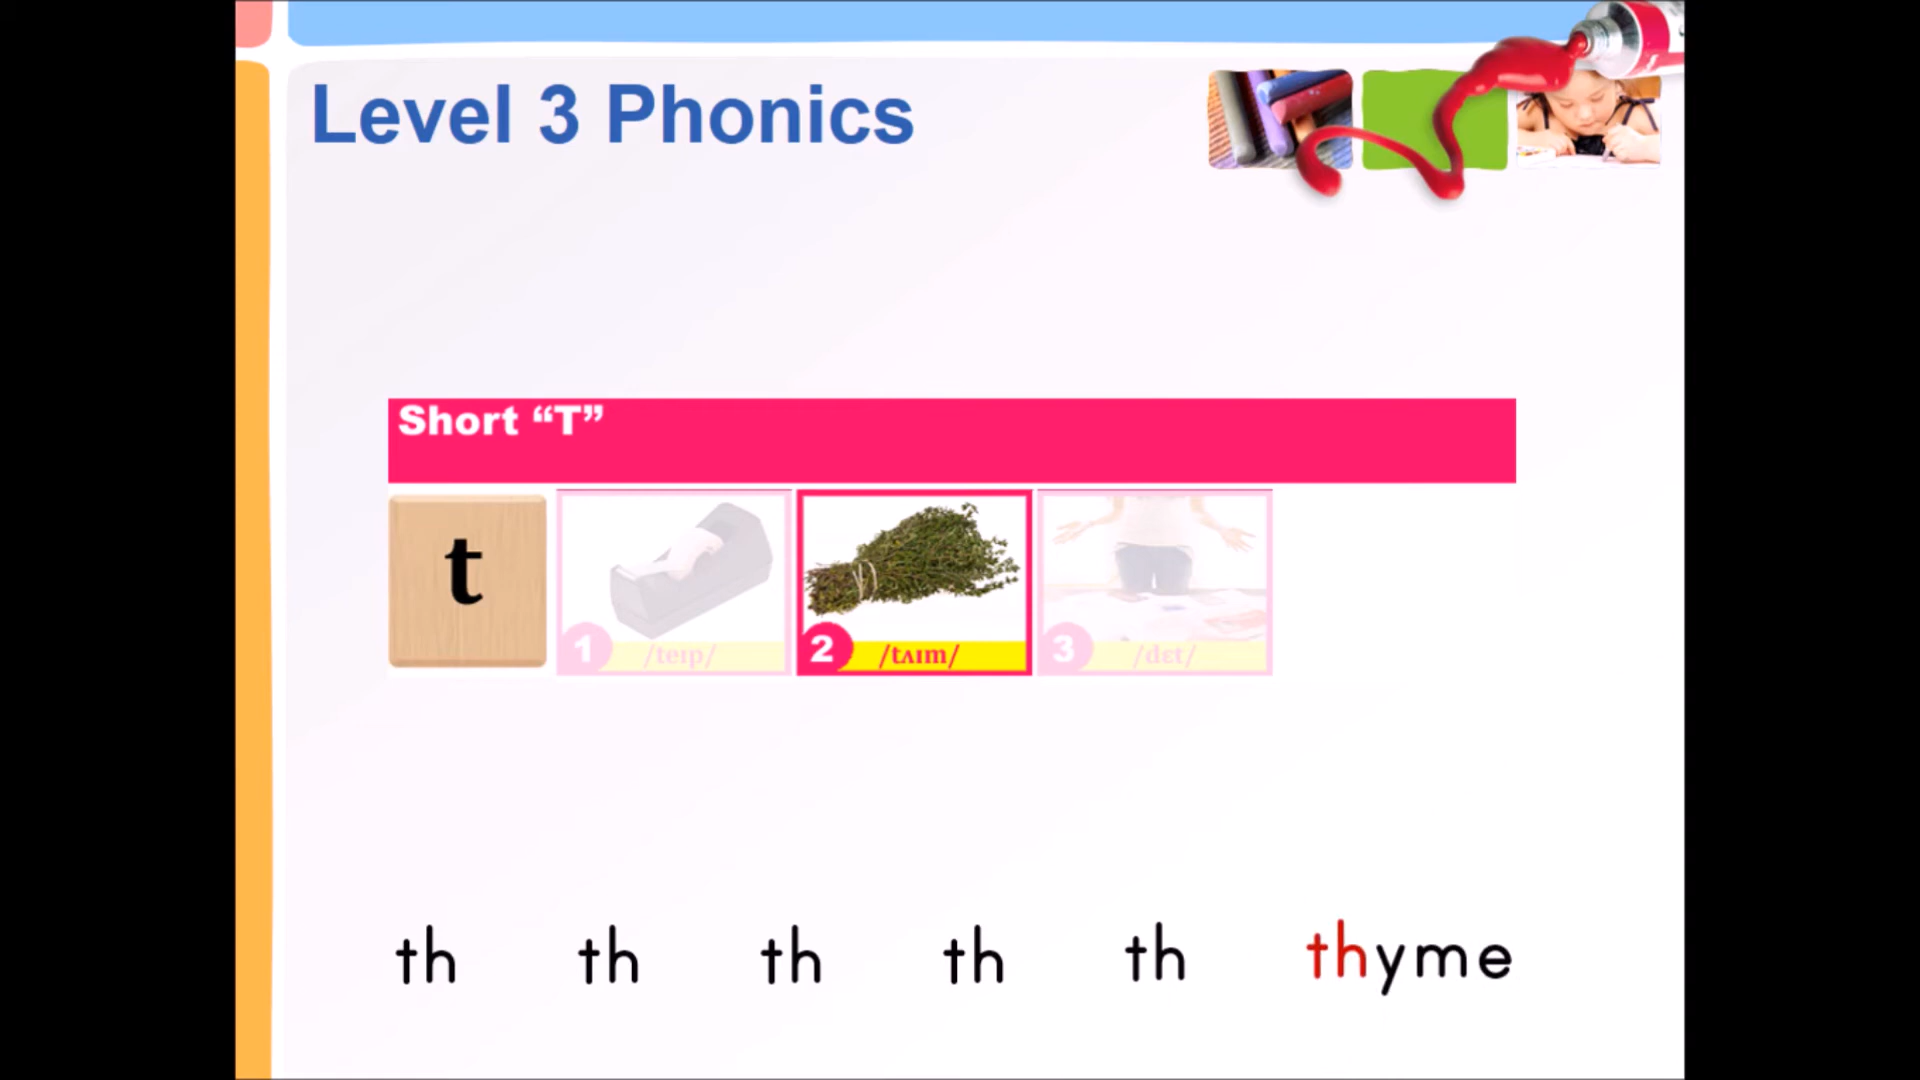 Level 3 Phonics
Short “T”
t
1 /teɪp/
2 /tʌɪm/
3 /dɛt/
th th th th th thyme